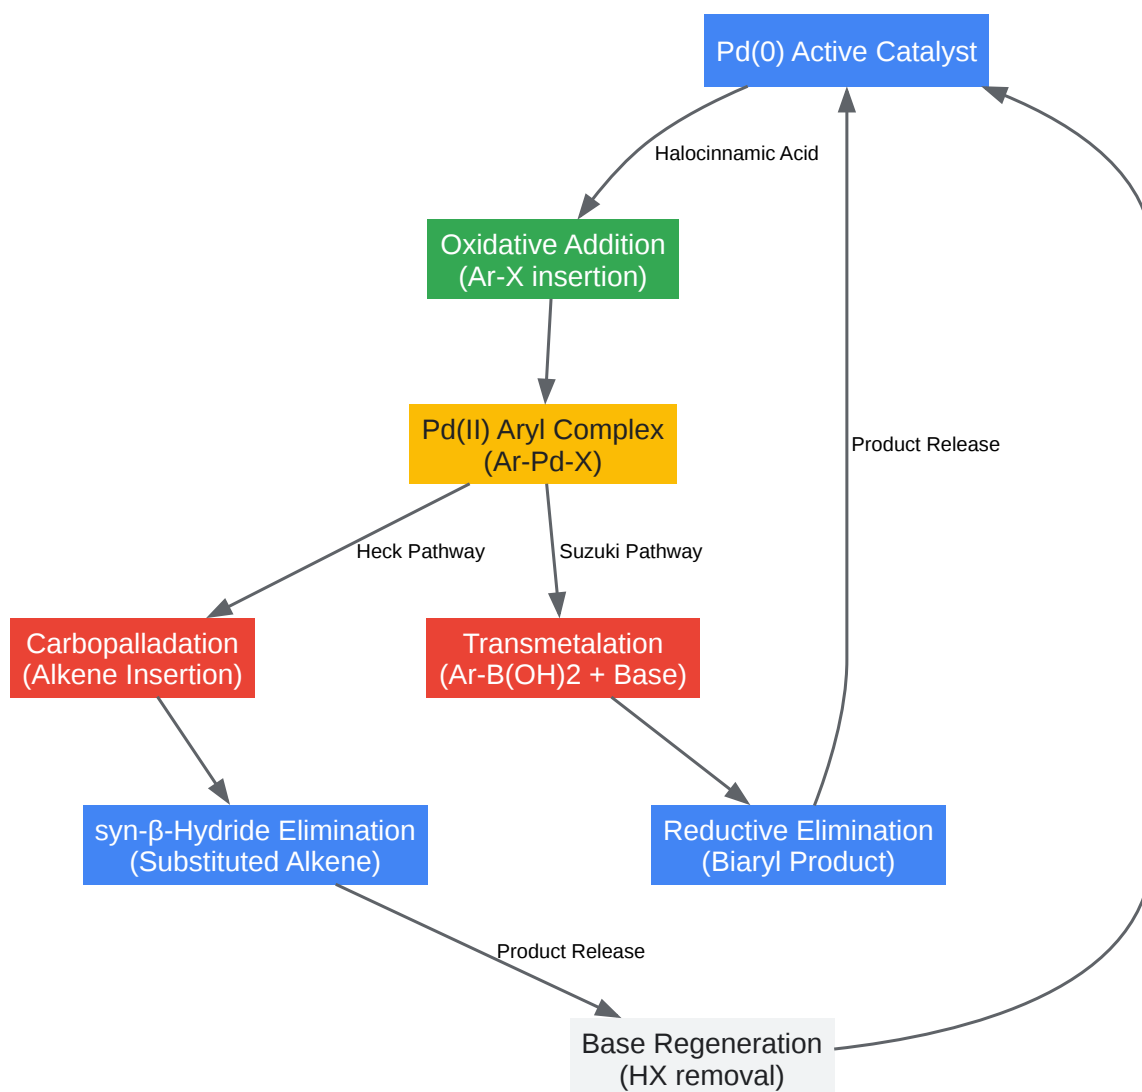 Pd(0) Active Catalyst
Halocinnamic Acid
Oxidative Addition
(Ar-X insertion)
Pd(II) Aryl Complex
(Ar-Pd-X)
Product Release
Heck Pathway
Suzuki Pathway
Carbopalladation
(Alkene Insertion)
Transmetalation
(Ar-B(OH)2 + Base)
syn-β-Hydride Elimination
(Substituted Alkene)
Reductive Elimination
(Biaryl Product)
Product Release
Base Regeneration
(HX removal)